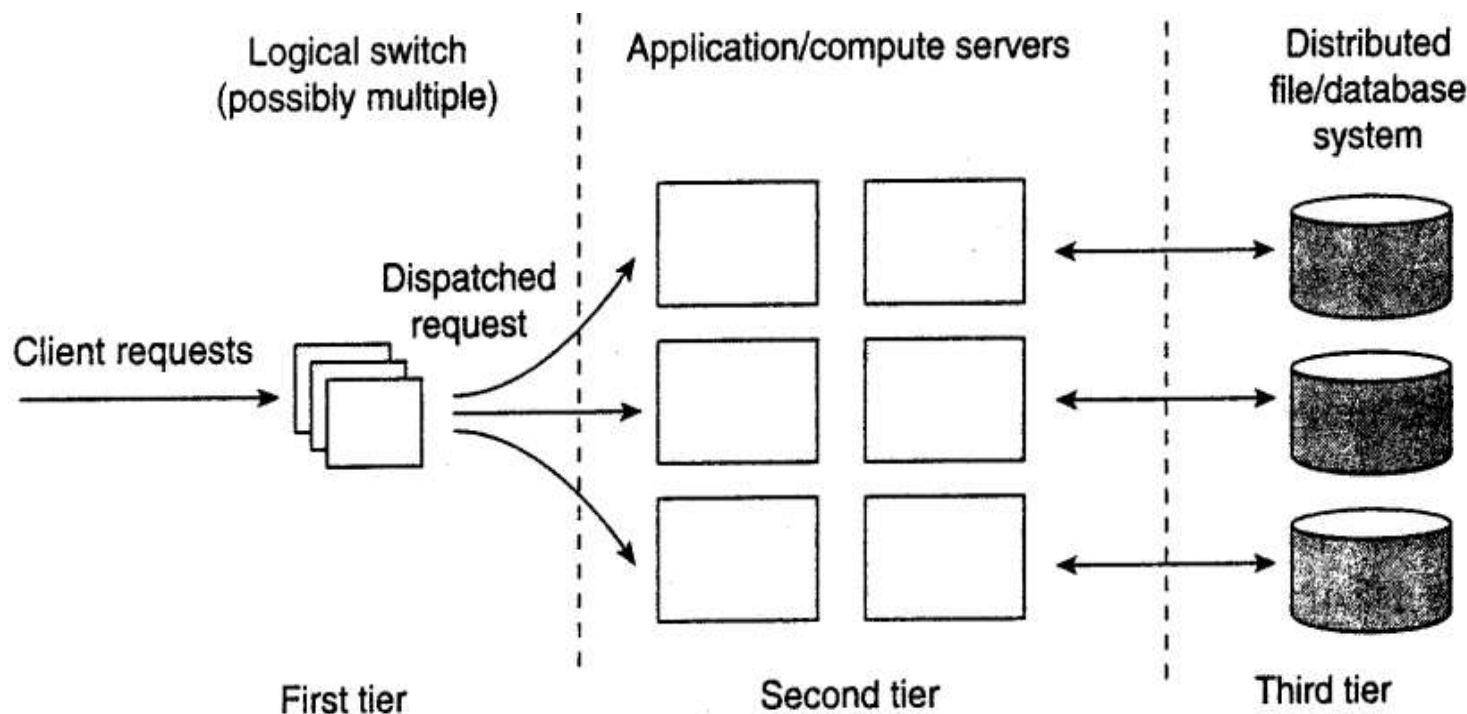 Logical switch
(possibly multiple)
Application/compute servers
Distributed
file/database
system
Dispatched
request
Client requests
First tier
Second tier
Third tier